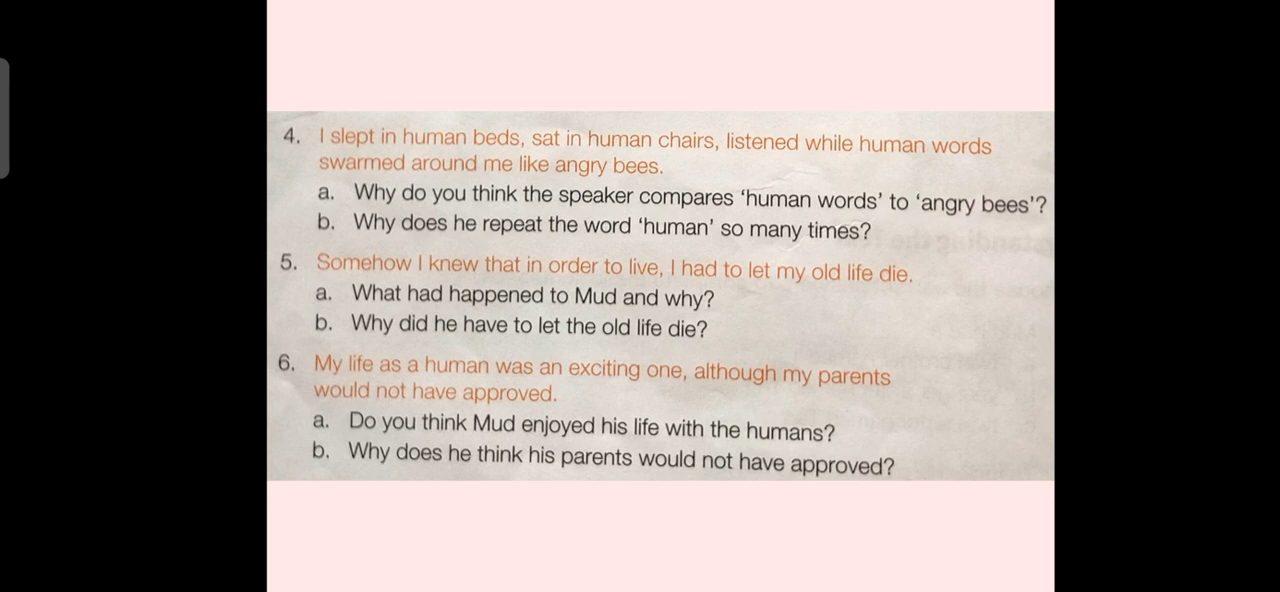 4. I slept in human beds, sat in human chairs, listened while human words
swarmed around me like angry bees.
a. Why do you think the speaker compares ‘human words’ to ‘angry bees’?
b. Why does he repeat the word ‘human’ so many times?
5. Somehow I knew that in order to live, I had to let my old life die.
a. What had happened to Mud and why?
b. Why did he have to let the old life die?
6. My life as a human was an exciting one, although my parents
would not have approved.
a. Do you think Mud enjoyed his life with the humans?
b. Why does he think his parents would not have approved?